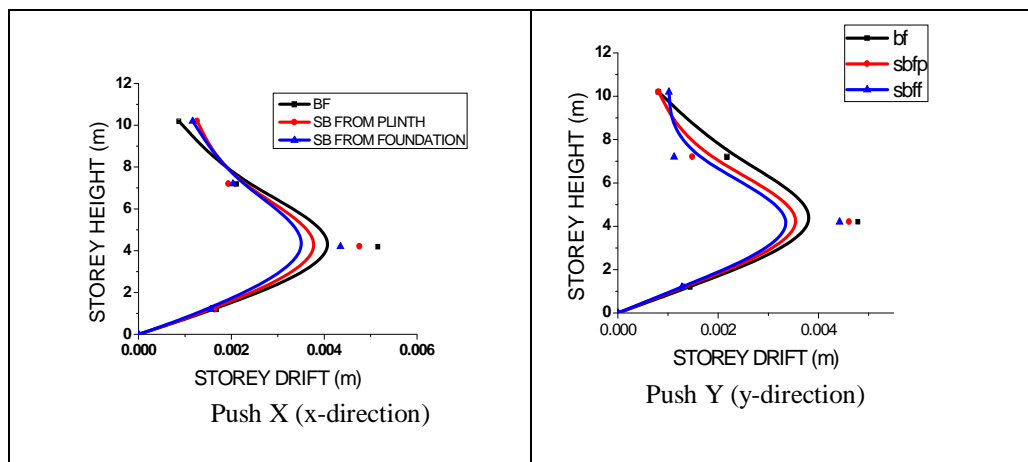 12
10
8
6
4
2
0
STOREY HEIGHT (m)
BF
SB FROM PLINTH
SB FROM FOUNDATION
0.000 0.002 0.004 0.006
STOREY DRIFT (m)
Push X (x-direction)
bf
sbfp
sbff
12
10
8
6
4
2
0
STOREY HEIGHT (m)
0.000 0.002 0.004
STOREY DRIFT (m)
Push Y (y-direction)